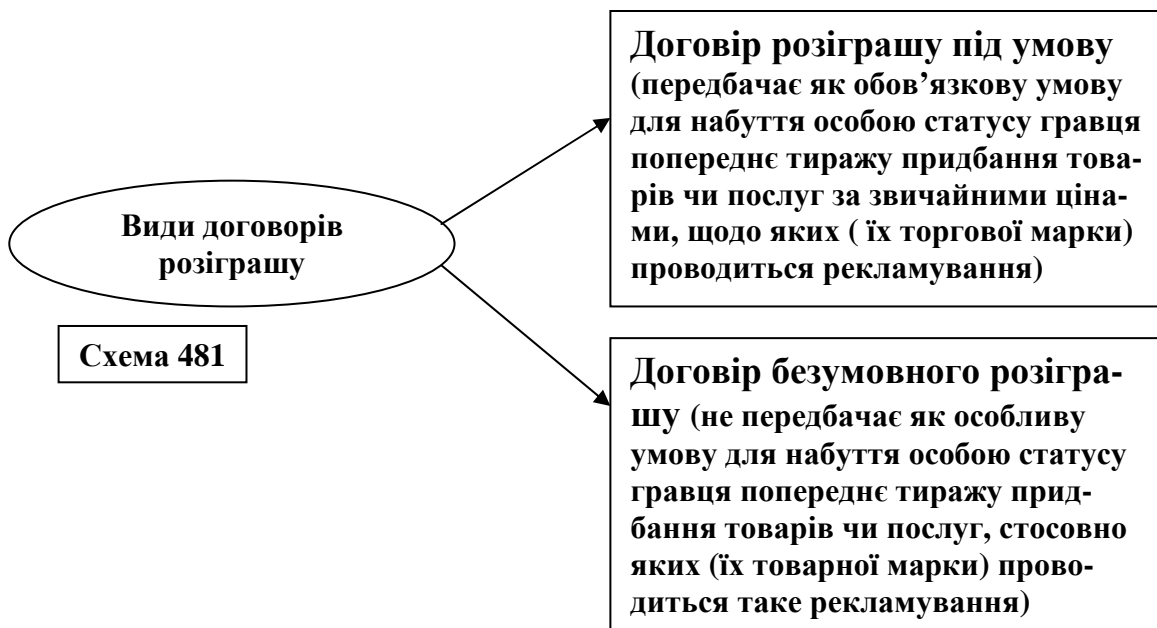 Види договорів
розіграшу
Схема 481
Договір розіграшу під умову
(передбачає як обов’язкову умову
для набуття особою статусу гравця
попереднє тиражу придбання това-
рів чи послуг за звичайними ціна-
ми, щодо яких ( їх торгової марки)
проводиться рекламування)
Договір безумовного розігра-
шу (не передбачає як особливу
умову для набуття особою статусу
гравця попереднє тиражу прид-
бання товарів чи послуг, стосовно
яких (їх товарної марки) прово-
диться таке рекламування)